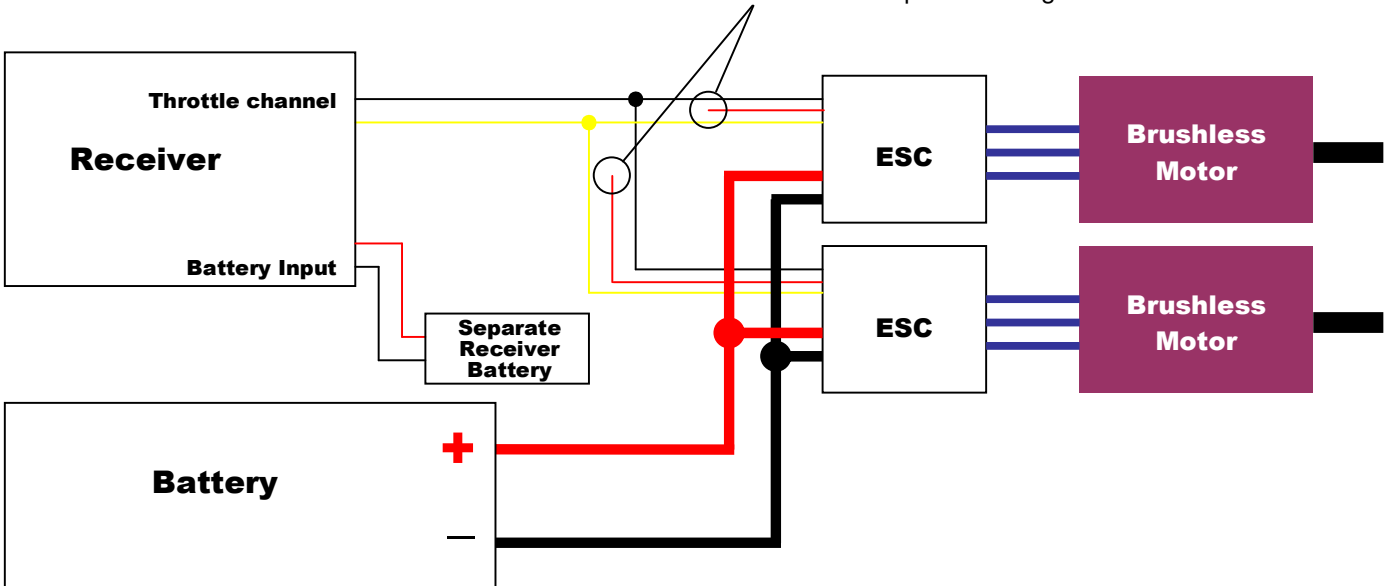 Throttle channel
Receiver
Battery Input
Separate
Receiver
Battery
Battery
+
–
ESC
Brushless
Motor
ESC
Brushless
Motor